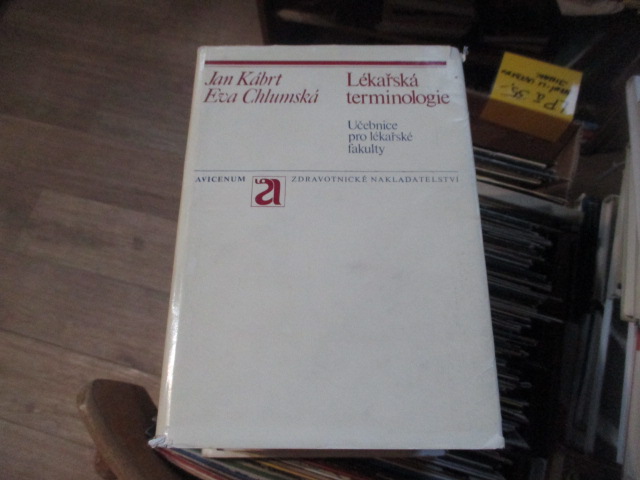 Jan Kábrt
Eva Chlumská
Lékařská
terminologie
Učebnice
pro lékařské
fakulty
AVICENUM
ZDRAVOTNICKÉ NAKLADATELSTVÍ